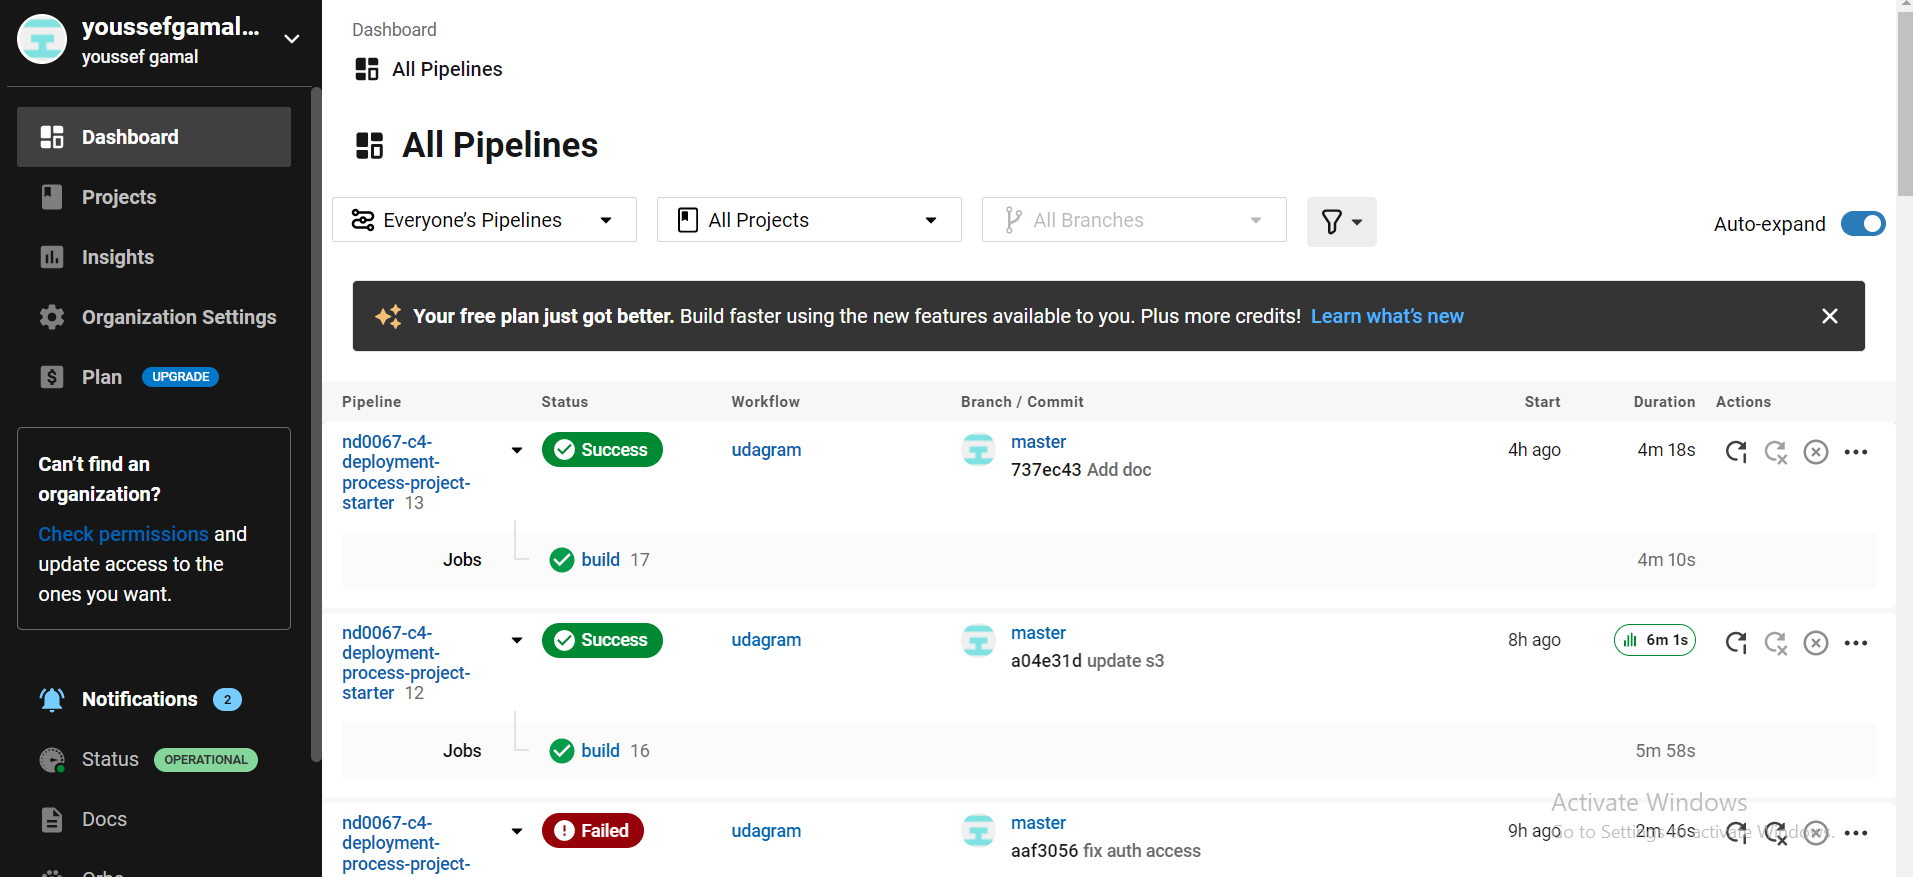 youssefgamal...
youssef gamal
Dashboard
Projects
Insights
Organization Settings
Plan UPGRADE
Can't find an
organization?
Check permissions and
update access to the
ones you want.
Notifications 2
Status OPERATIONAL
Docs
Orbs
Dashboard
All Pipelines
All Pipelines
Everyone's Pipelines All Projects All Branches Auto-expand
Your free plan just got better. Build faster using the new features available to you. Plus more credits! Learn what's new
Pipeline Status Workflow Branch / Commit Start Duration Actions
nd0067-c4-
deployment-
process-project-
starter 13
Success udagram master 4h ago 4m 18s
737ec43 Add doc
Jobs build 17 4m 10s
nd0067-c4-
deployment-
process-project-
starter 12
Success udagram master 8h ago 6m 1s
a04e31d update s3
Jobs build 16 5m 58s
nd0067-c4-
deployment-
process-project-
Failed udagram master 9h ago 2m 46s
aaf3056 fix auth access
Activate Windows
Go to Settings to activate Windows.